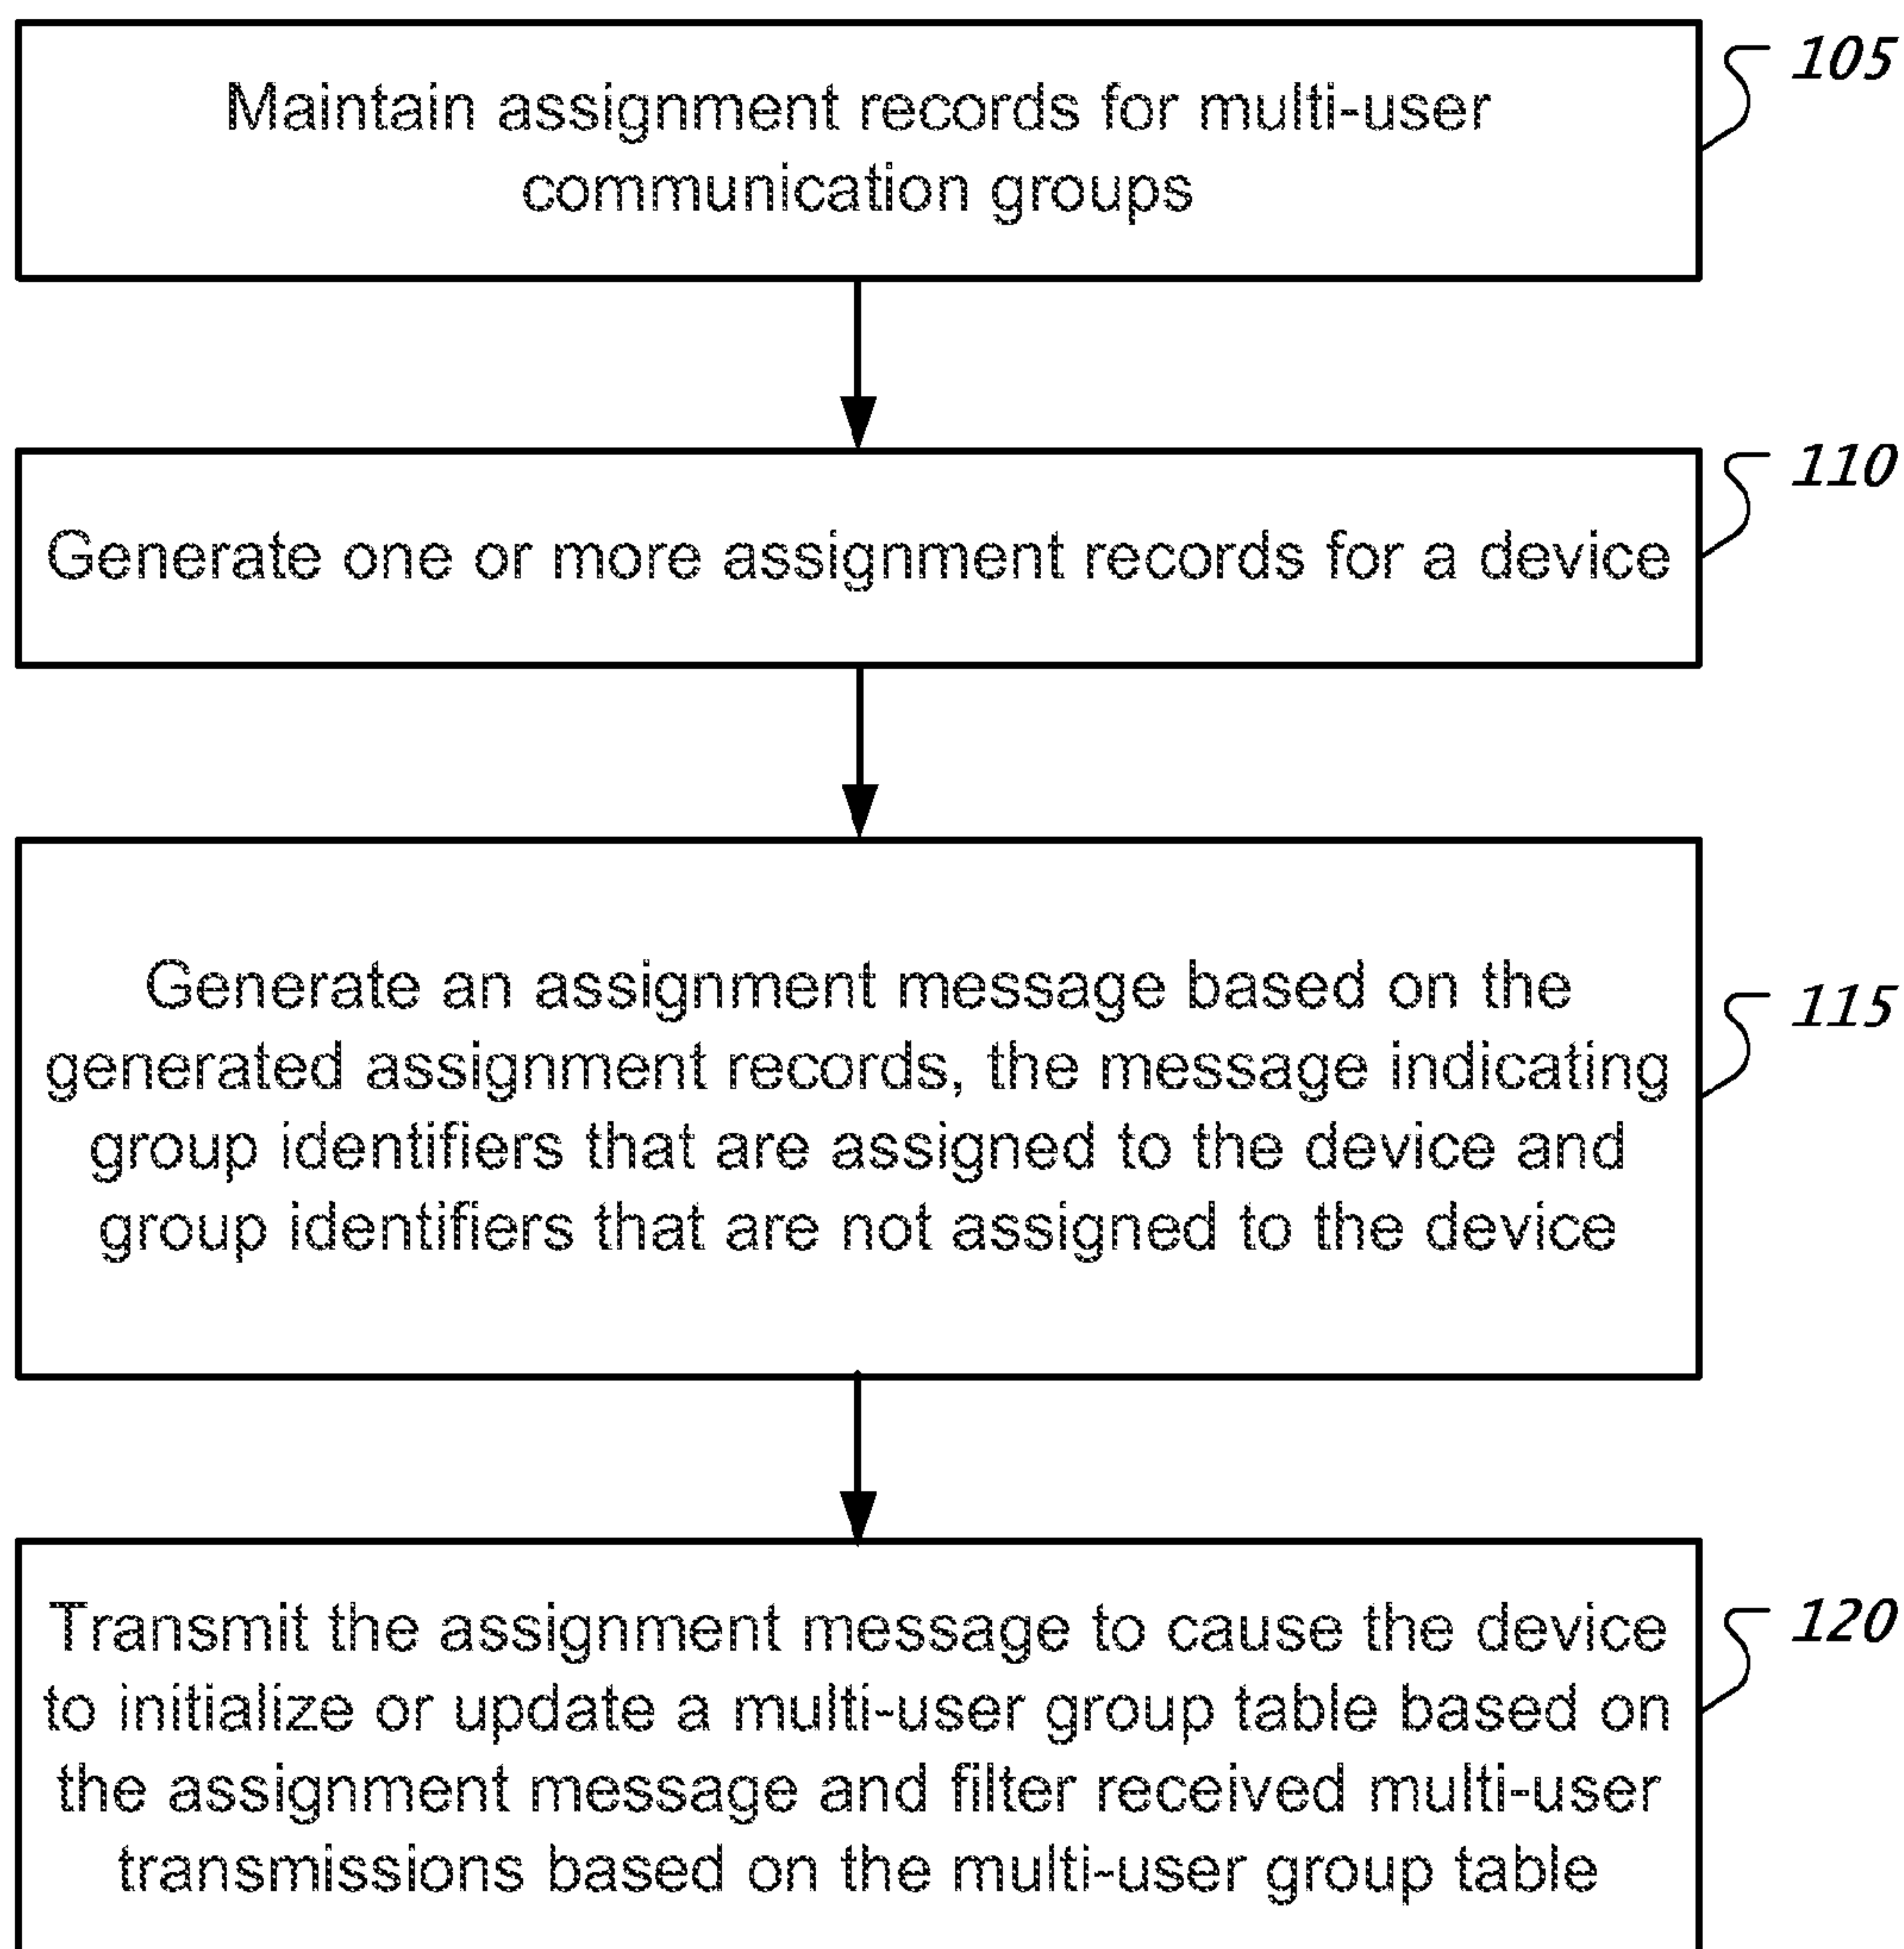 Maintain assignment records for multi-user
communication groups
105
Generate one or more assignment records for a device
110
Generate an assignment message based on the
generated assignment records, the message indicating
group identifiers that are assigned to the device and
group identifiers that are not assigned to the device
115
Transmit the assignment message to cause the device
to initialize or update a multi-user group table based on
the assignment message and filter received multi-user
transmissions based on the multi-user group table
120